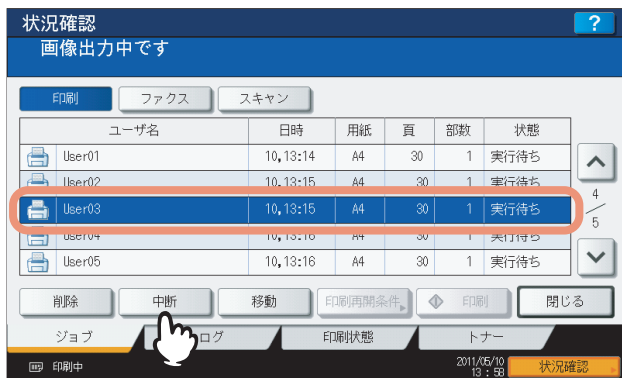 状況確認 ?
画像出力中です
印刷 ファクス スキャン
ユーザ名 日時 用紙 頁 部数 状態
User01 10,13:14 A4 30 1 実行待ち
User02 10,13:15 A4 30 1 実行待ち
User03 10,13:15 A4 30 1 実行待ち
User04 10,13:16 A4 30 1 実行待ち
User05 10,13:16 A4 30 1 実行待ち
4
5
削除 中断 移動 印刷再開条件 印刷 閉じる
ジョブ ログ 印刷状態 トナー
印刷中 2011/05/10
13:58 状況確認